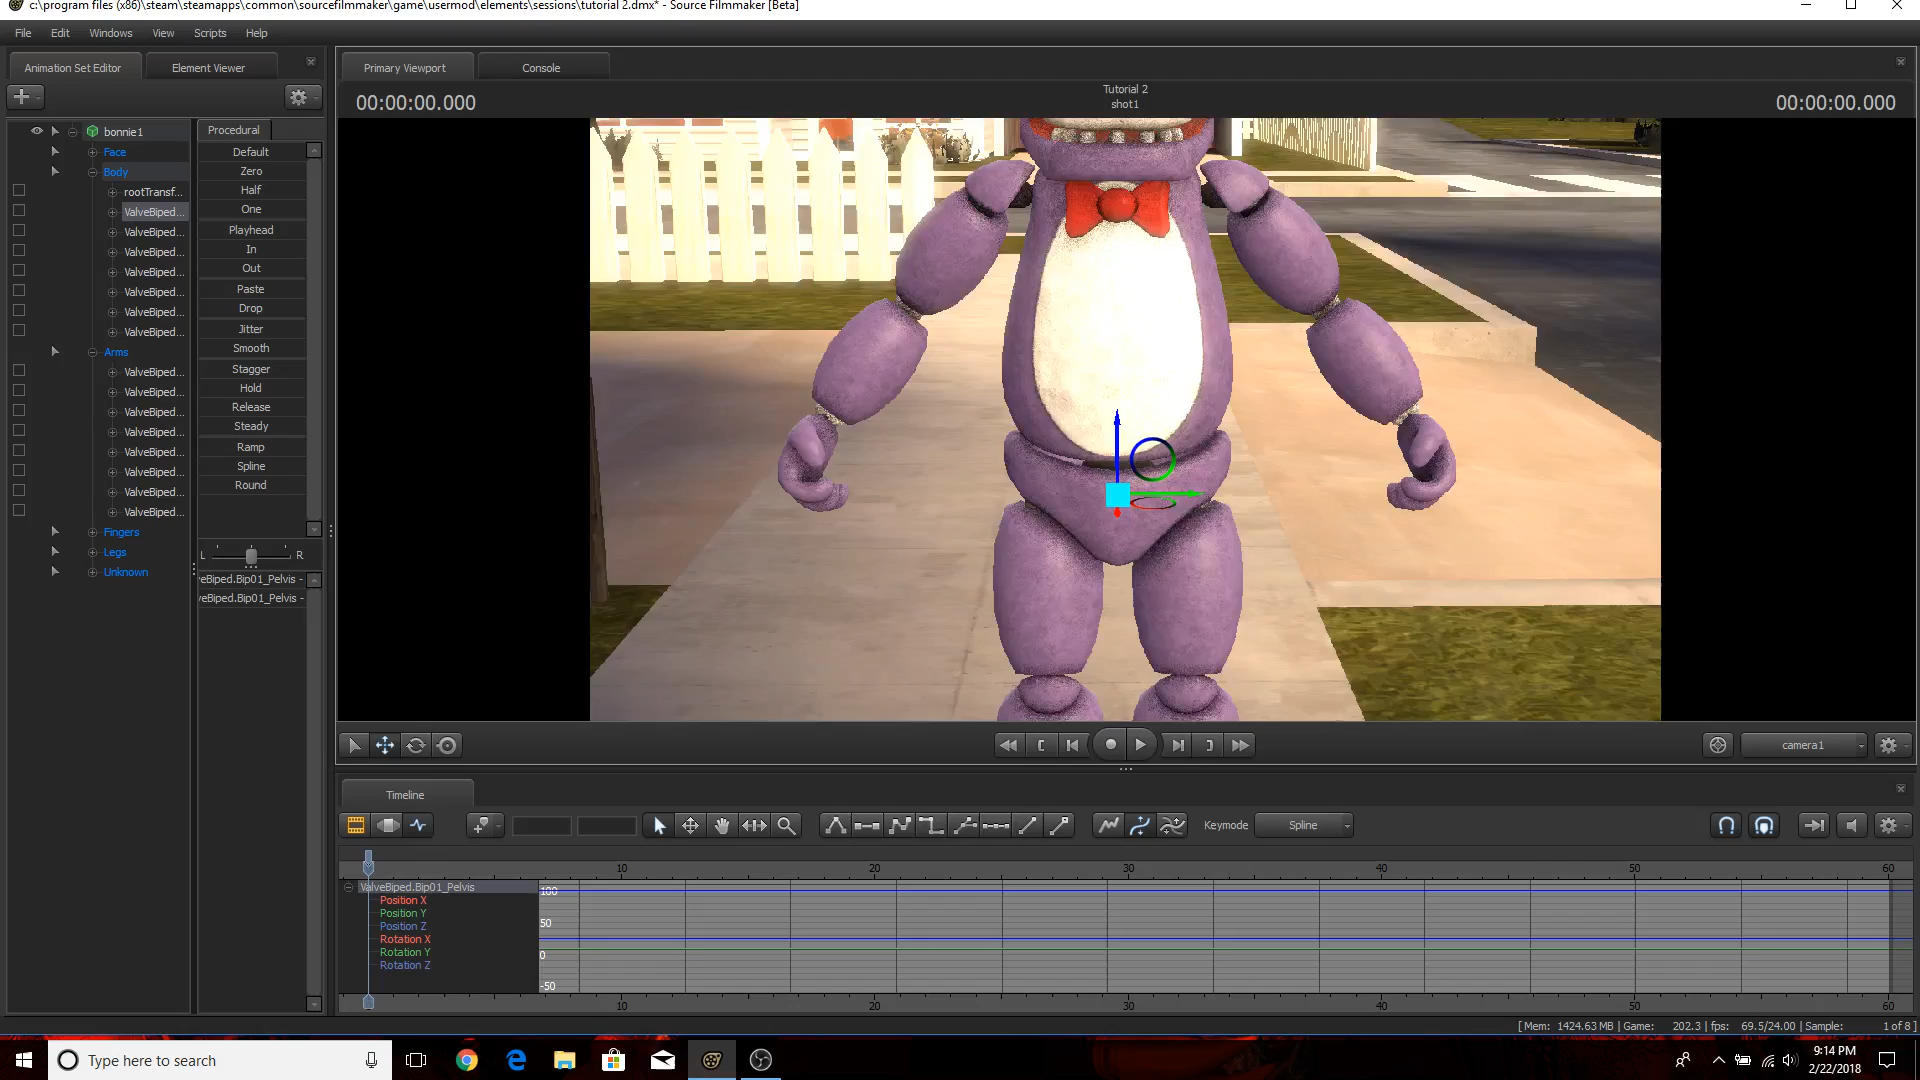 c:\program files (x86)\steam\steamapps\common\sourcefilmmaker\game\usermod\elements\sessions\tutorial 2.dmx* - Source Filmmaker [Beta]
File Edit Windows View Scripts Help
Animation Set Editor Element Viewer
Primary Viewport Console
00:00:00.000
Tutorial 2
shot1
00:00:00.000
bonnie1
Face
Body
rootTransf...
ValveBiped...
ValveBiped...
ValveBiped...
ValveBiped...
ValveBiped...
ValveBiped...
ValveBiped...
Arms
ValveBiped...
ValveBiped...
ValveBiped...
ValveBiped...
ValveBiped...
ValveBiped...
ValveBiped...
ValveBiped...
Fingers
Legs
Unknown
Procedural
Default
Zero
Half
One
Playhead
In
Out
Paste
Drop
Jitter
Smooth
Stagger
Hold
Release
Steady
Ramp
Spline
Round
L R
veBiped.Bip01_Pelvis -
veBiped.Bip01_Pelvis -
camera1
Timeline
Keymode Spline
10 20 30 40 50 60
ValveBiped.Bip01_Pelvis
Position X
Position Y
Position Z
Rotation X
Rotation Y
Rotation Z
100
50
0
-50
10 20 30 40 50 60
[ Mem: 1424.63 MB | Game: 202.3 | fps: 69.5/24.00 | Sample: 1 of 8 ]
Type here to search
9:14 PM
2/22/2018